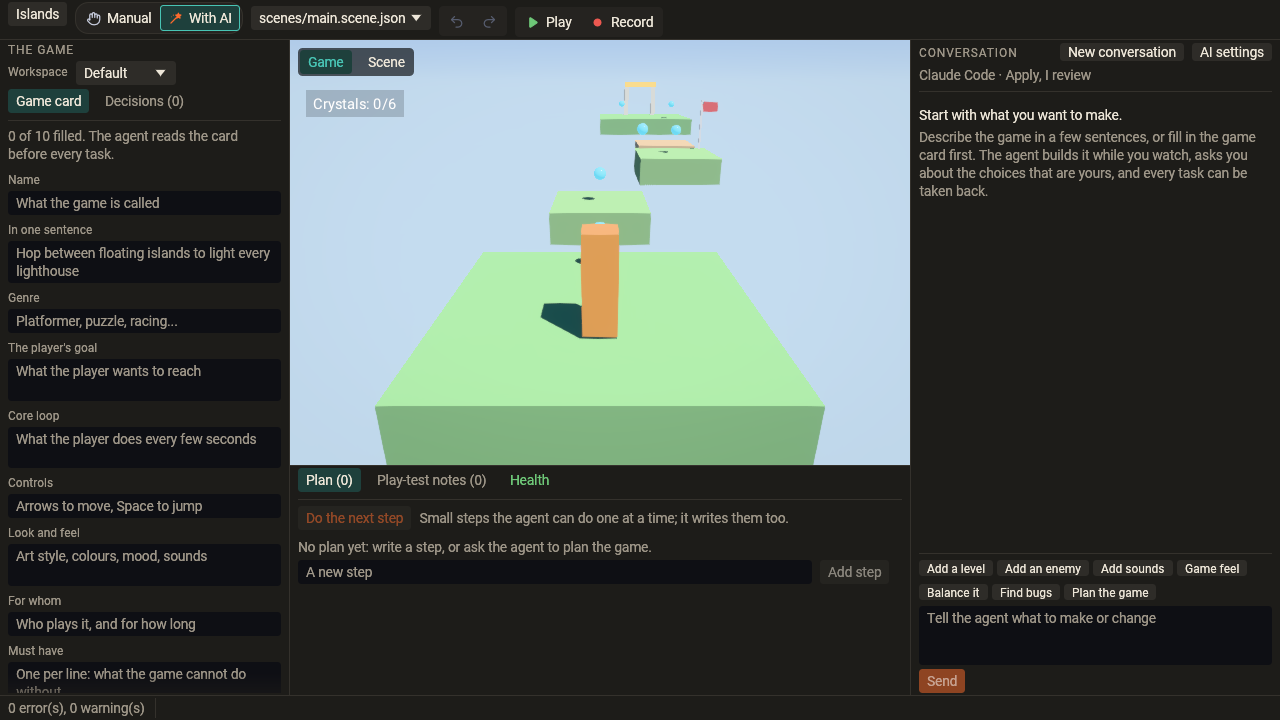 Islands
Manual
With AI
scenes/main.scene.json
Play
Record
THE GAME
Workspace
Default
Game card
Decisions (0)
0 of 10 filled. The agent reads the card
before every task.
Name
What the game is called
In one sentence
Hop between floating islands to light every
lighthouse
Genre
Platformer, puzzle, racing...
The player's goal
What the player wants to reach
Core loop
What the player does every few seconds
Controls
Arrows to move, Space to jump
Look and feel
Art style, colours, mood, sounds
For whom
Who plays it, and for how long
Must have
One per line: what the game cannot do
without
0 error(s), 0 warning(s)
Game
Scene
Crystals: 0/6
Plan (0)
Play-test notes (0)
Health
Do the next step
Small steps the agent can do one at a time; it writes them too.
No plan yet: write a step, or ask the agent to plan the game.
A new step
Add step
CONVERSATION
New conversation
AI settings
Claude Code · Apply, I review
Start with what you want to make.
Describe the game in a few sentences, or fill in the game
card first. The agent builds it while you watch, asks you
about the choices that are yours, and every task can be
taken back.
Add a level
Add an enemy
Add sounds
Game feel
Balance it
Find bugs
Plan the game
Tell the agent what to make or change
Send